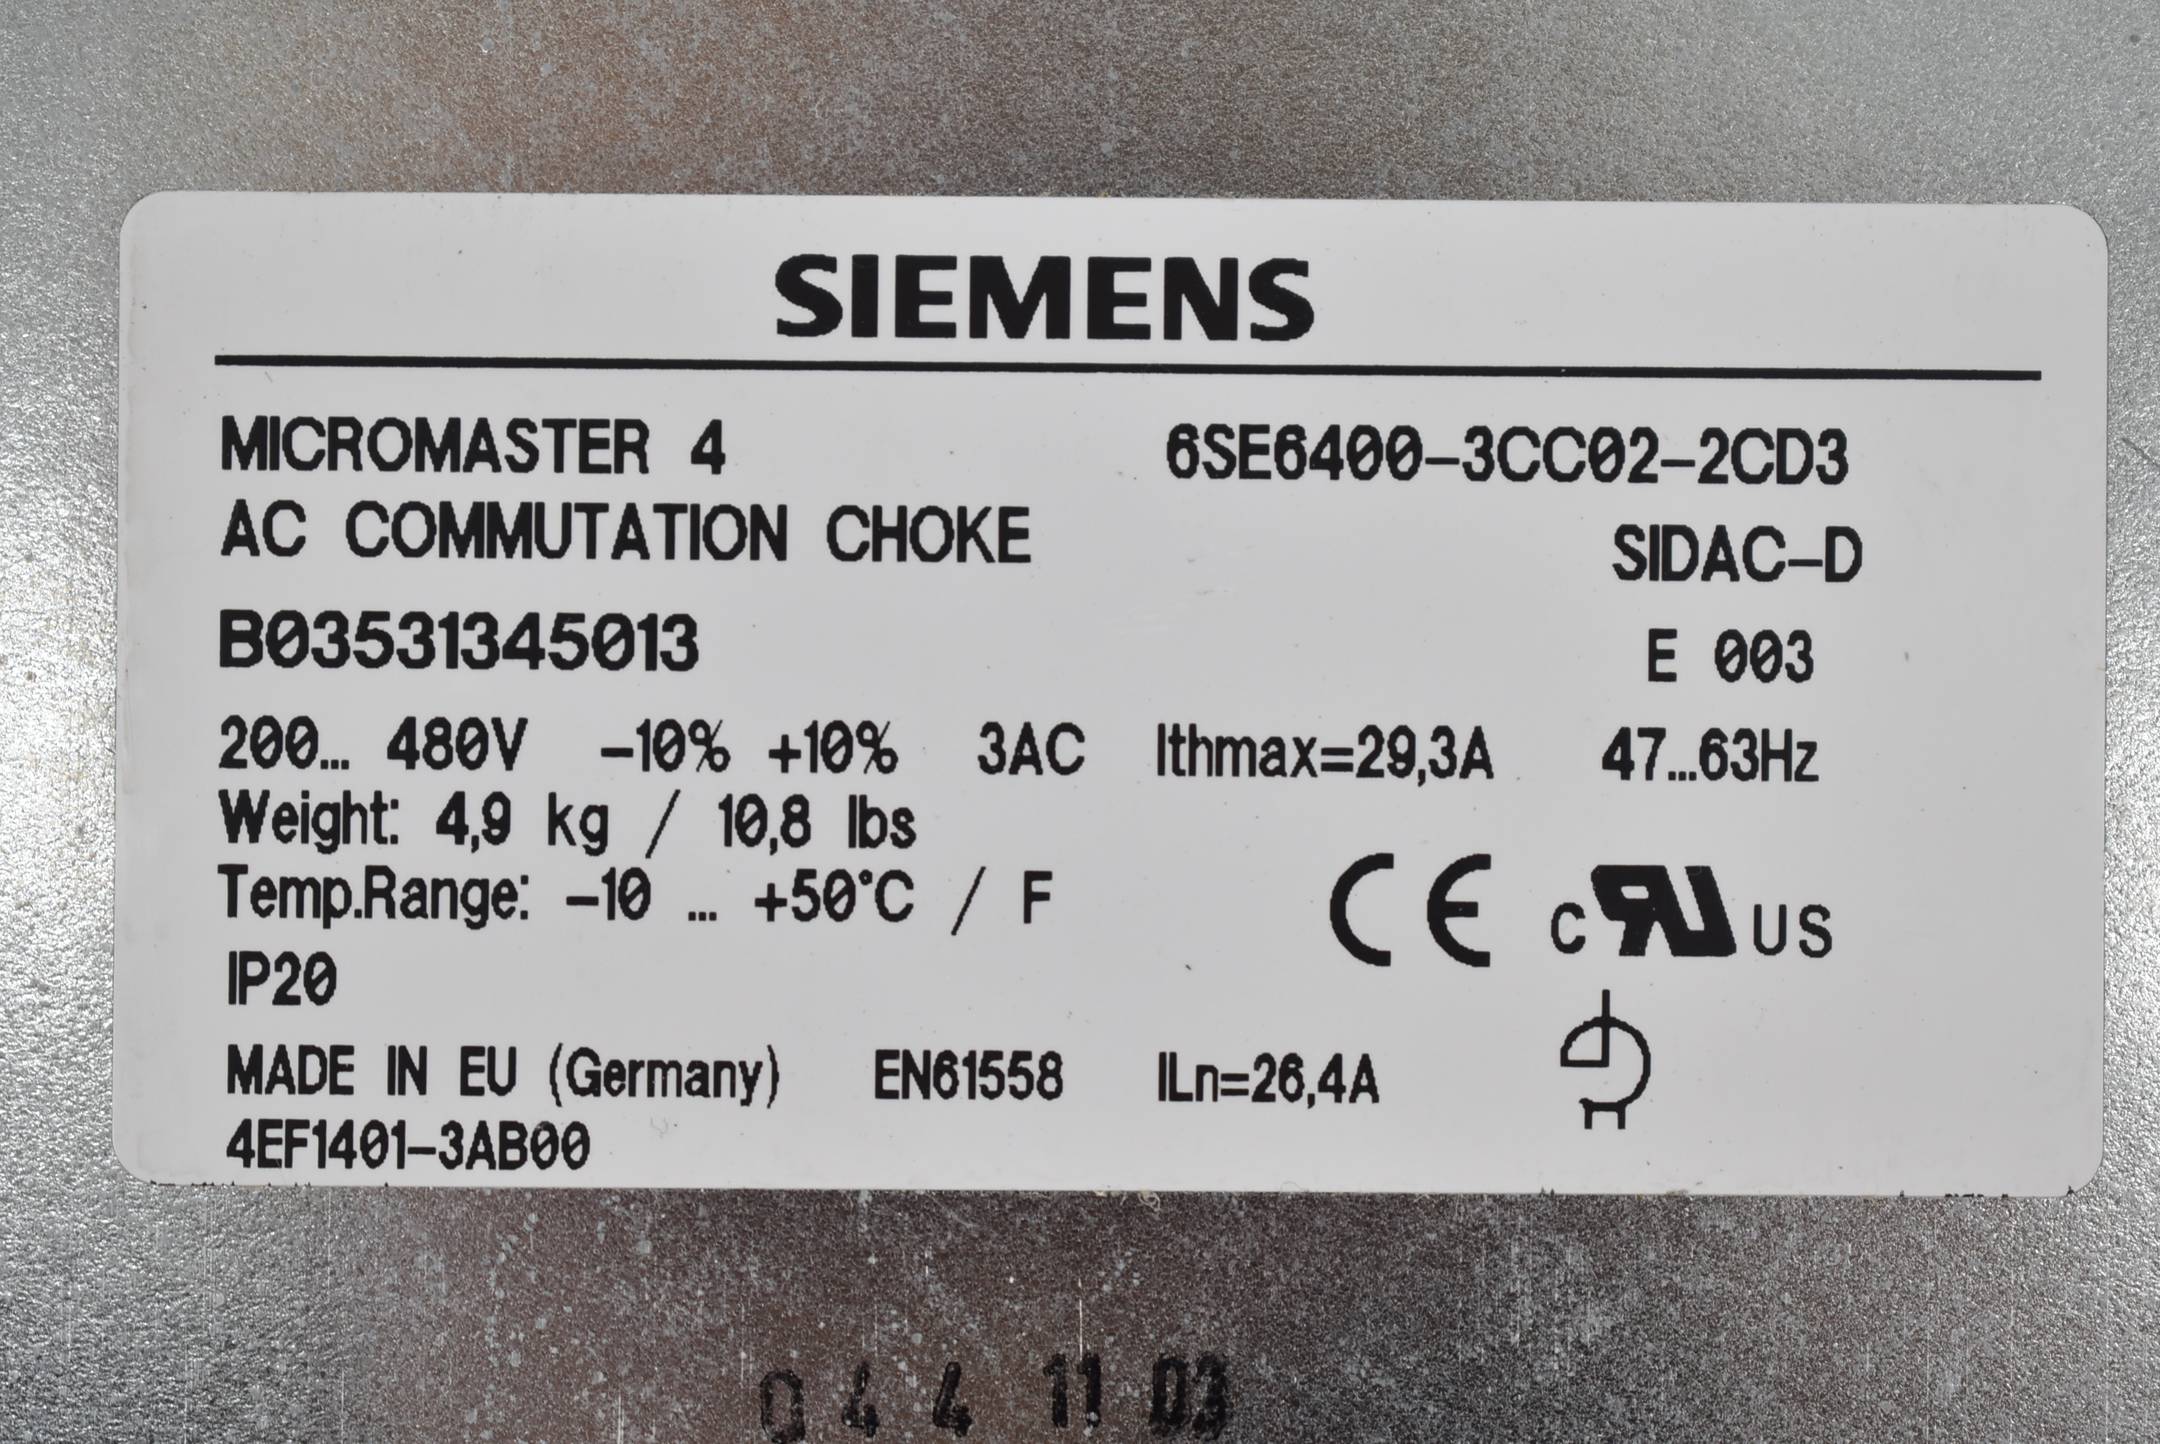 SIEMENS
MICROMASTER 4 6SE6400-3CC02-2CD3
AC COMMUTATION CHOKE SIDAC-D
B03531345013 E 003
200... 480V -10% +10% 3AC Ithmax=29,3A 47...63Hz
Weight: 4,9 kg / 10,8 lbs
Temp.Range: -10 ... +50°C / F
CE c RU US
IP20
MADE IN EU (Germany) EN61558 ILn=26,4A
4EF1401-3AB00
044 11 03